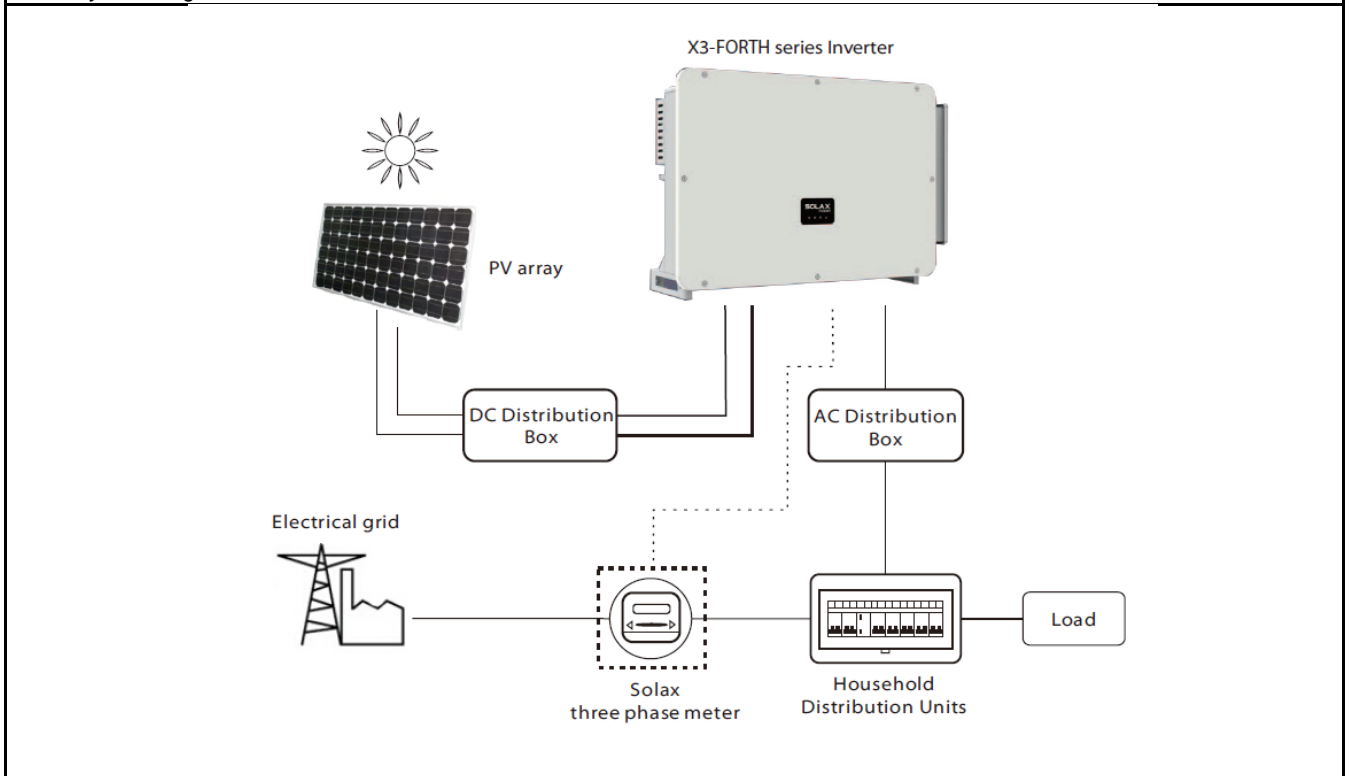 X3-FORTH series Inverter
SOLAX
PV array
DC Distribution
Box
AC Distribution
Box
Electrical grid
Load
Solax
three phase meter
Household
Distribution Units